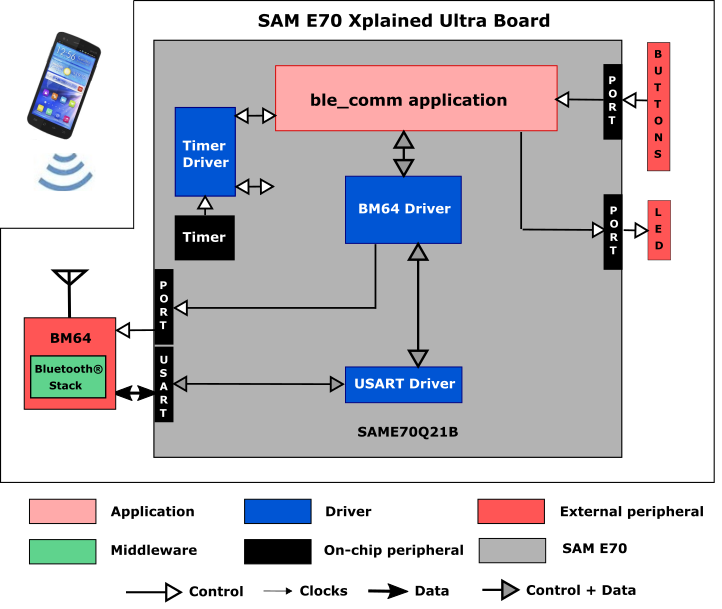 SAM E70 Xplained Ultra Board
12:56
ble_comm application
PORT
BUTTONS
Timer
Driver
BM64 Driver
PORT
LED
Timer
PORT
BM64
Bluetooth®
Stack
USART
USART Driver
SAME70Q21B
Application
Driver
External peripheral
Middleware
On-chip peripheral
SAM E70
Control
Clocks
Data
Control + Data